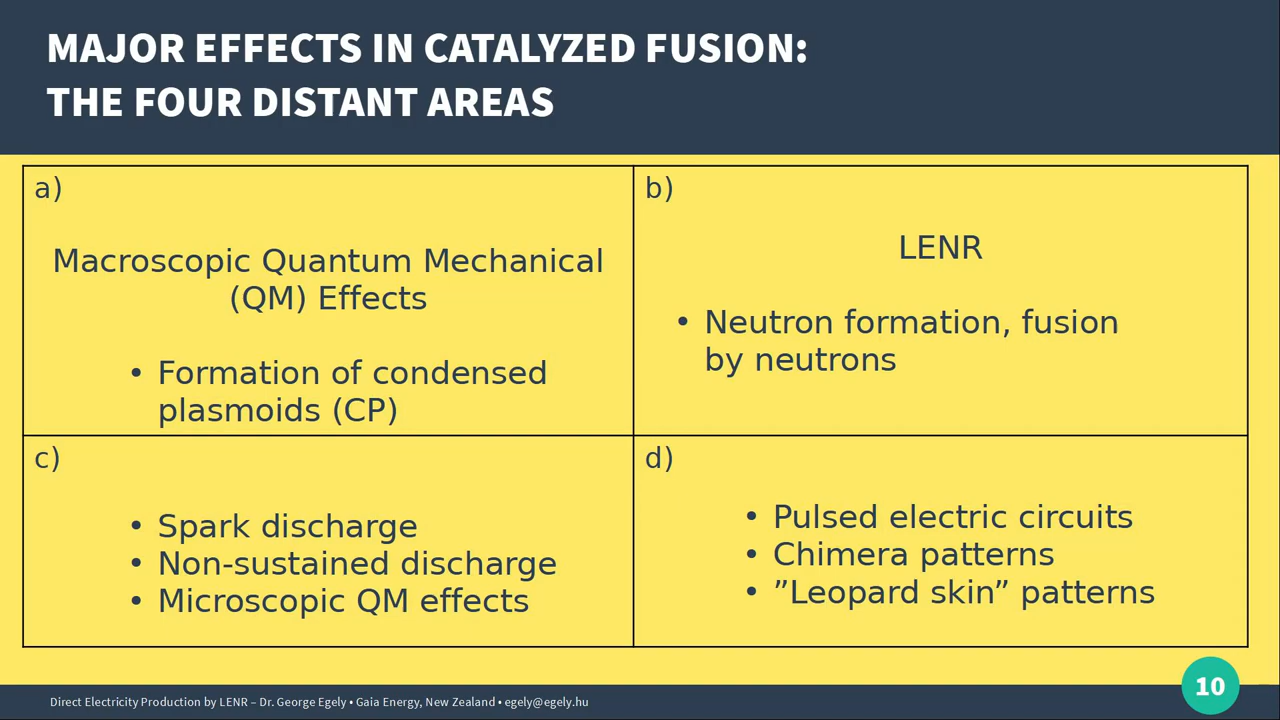 MAJOR EFFECTS IN CATALYZED FUSION:
THE FOUR DISTANT AREAS
a)
Macroscopic Quantum Mechanical
(QM) Effects
• Formation of condensed
plasmoids (CP)
b)
LENR
• Neutron formation, fusion
by neutrons
c)
• Spark discharge
• Non-sustained discharge
• Microscopic QM effects
d)
• Pulsed electric circuits
• Chimera patterns
• ”Leopard skin” patterns
Direct Electricity Production by LENR – Dr. George Egely • Gaia Energy, New Zealand • egely@egely.hu
10